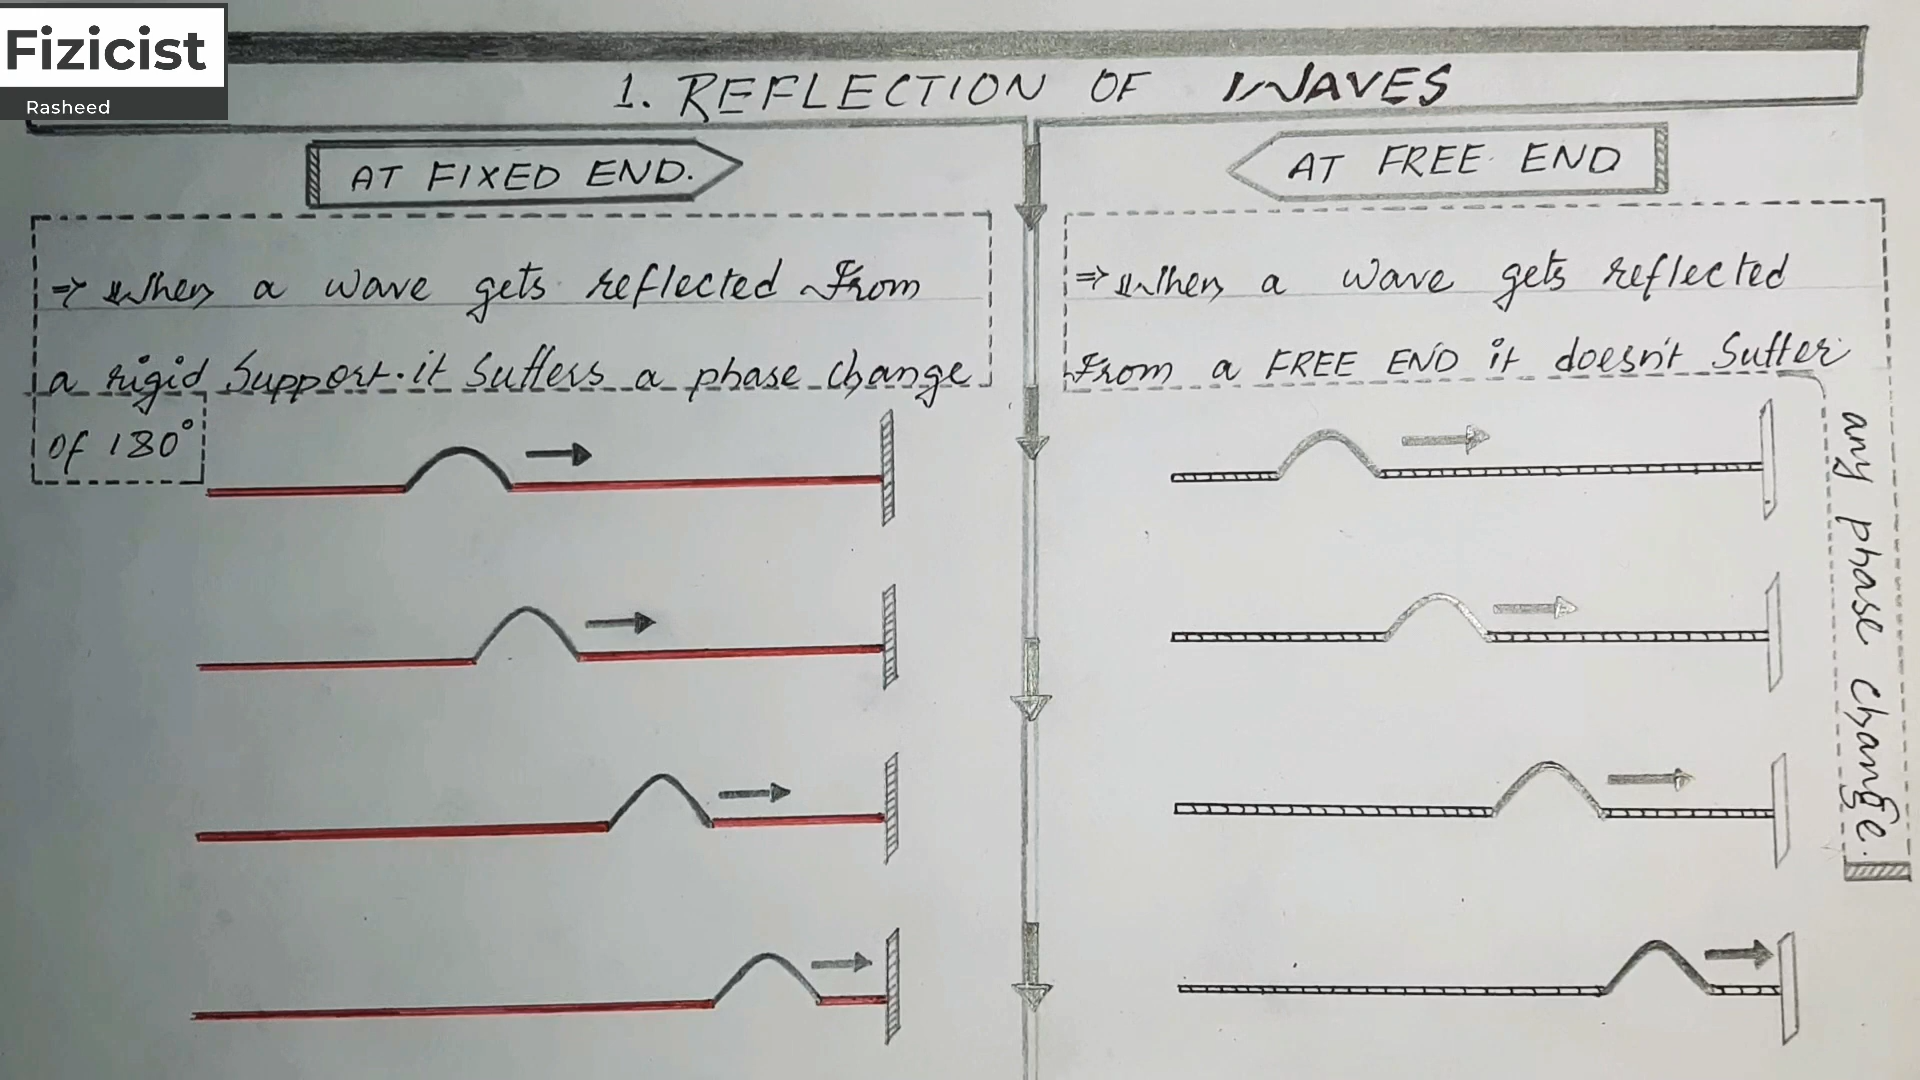 Fizicist
Rasheed
1. REFLECTION OF WAVES
AT FIXED END.
⇒ When a wave gets reflected From
a rigid Support. it Suffers a phase change
of 180°
AT FREE END
⇒ When a wave gets reflected
From a FREE END it doesn't Suffer
any phase change.